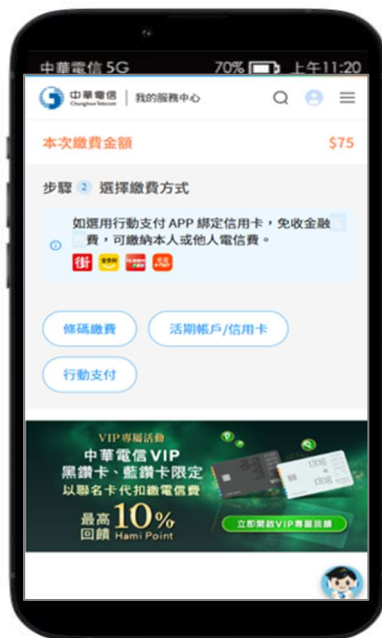 中華電信 5G 70% 上午11:20
中華電信 我的服務中心
Chunghwa Telecom
本次繳費金額 $75
步驟 2 選擇繳費方式
如選用行動支付 APP 綁定信用卡，免收金融
費，可繳納本人或他人電信費。
街
條碼繳費 活期帳戶/信用卡
行動支付
VIP專屬活動
中華電信 VIP
黑鑽卡、藍鑽卡限定
以聯名卡代扣繳電信費
最高 10%
回饋 Hami Point
立即開啟VIP專屬回饋